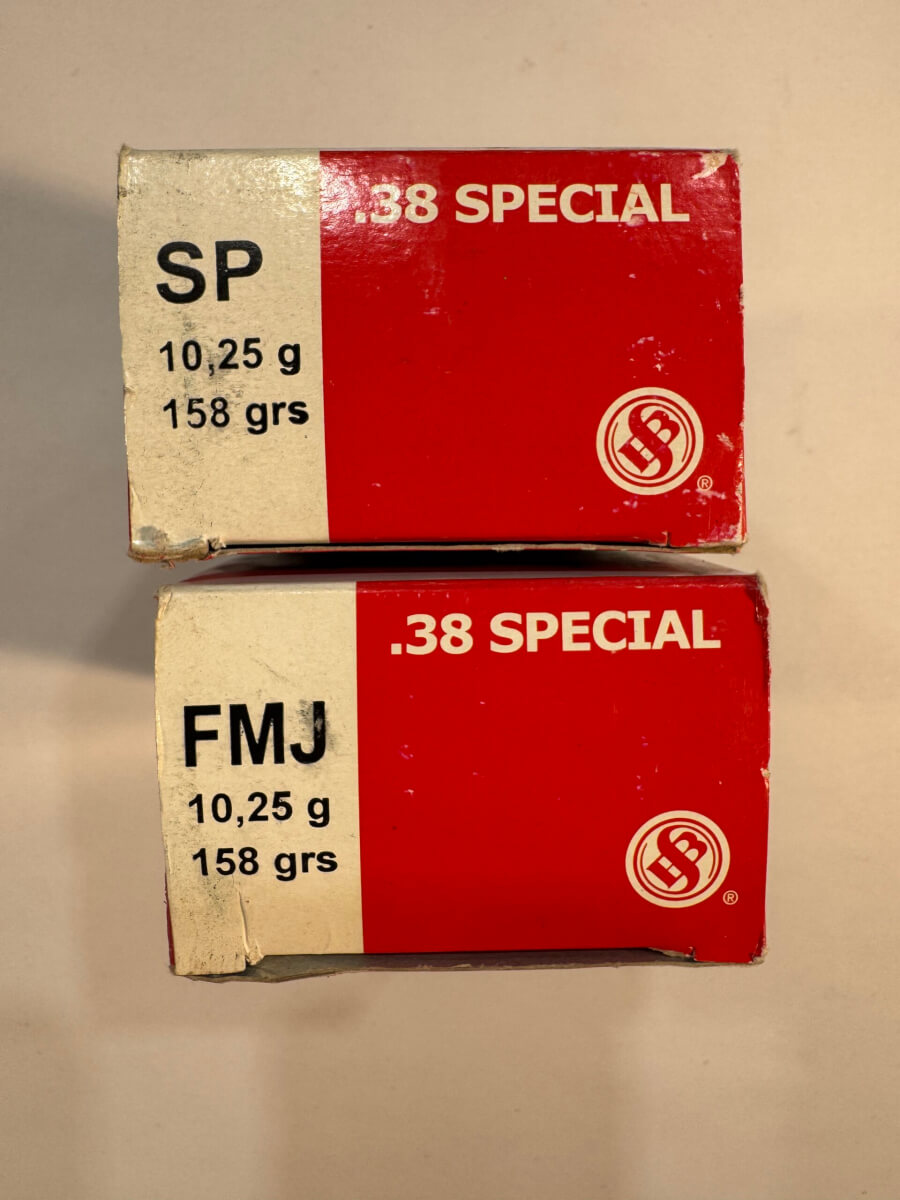 .38 SPECIAL
SP
10,25 g
158 grs
®
.38 SPECIAL
FMJ
10,25 g
158 grs
®